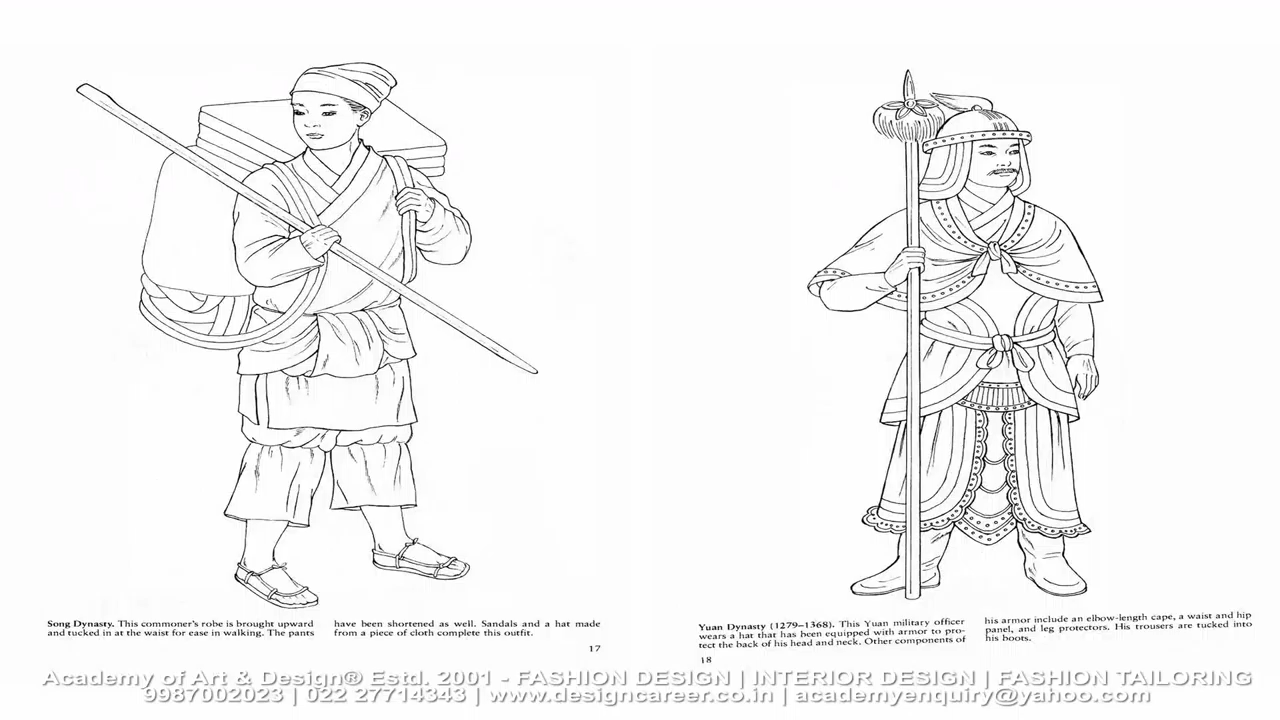 Song Dynasty. This commoner's robe is brought upward
and tucked in at the waist for ease in walking. The pants
have been shortened as well. Sandals and a hat made
from a piece of cloth complete this outfit.
17
Yuan Dynasty (1279–1368). This Yuan military officer
wears a hat that has been equipped with armor to pro-
tect the back of his head and neck. Other components of
his armor include an elbow-length cape, a waist and hip
panel, and leg protectors. His trousers are tucked into
his boots.
18
Academy of Art & Design® Estd. 2001 - FASHION DESIGN | INTERIOR DESIGN | FASHION TAILORING
9987002023 | 022 27714343 | www.designcareer.co.in | academyenquiry@yahoo.com